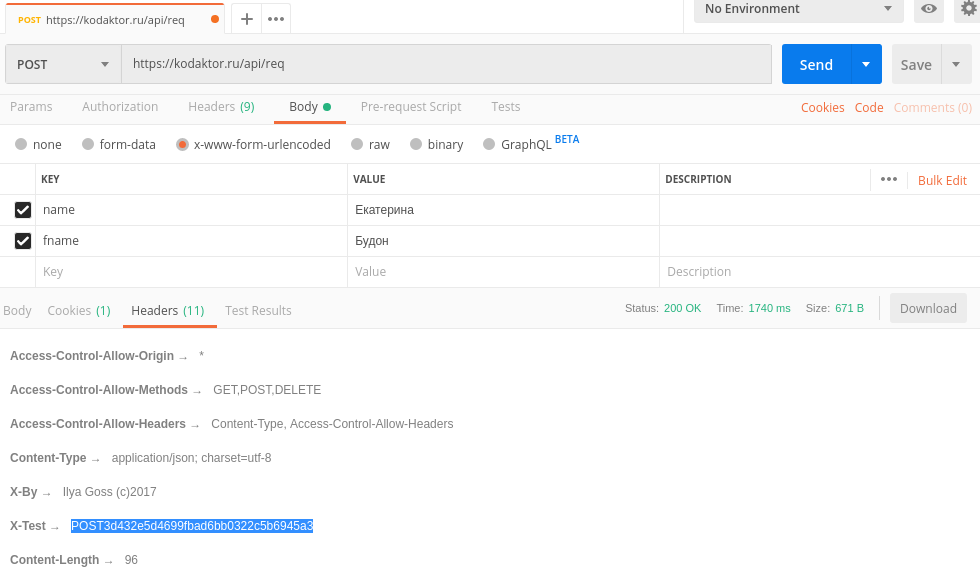 POST https://kodaktor.ru/api/req
No Environment
POST https://kodaktor.ru/api/req Send Save
Params Authorization Headers (9) Body Pre-request Script Tests Cookies Code Comments (0)
none form-data x-www-form-urlencoded raw binary GraphQL BETA
KEY VALUE DESCRIPTION Bulk Edit
name Екатерина
fname Будон
Key Value Description
Body Cookies (1) Headers (11) Test Results Status: 200 OK Time: 1740 ms Size: 671 B Download
Access-Control-Allow-Origin → *
Access-Control-Allow-Methods → GET,POST,DELETE
Access-Control-Allow-Headers → Content-Type, Access-Control-Allow-Headers
Content-Type → application/json; charset=utf-8
X-By → Ilya Goss (c)2017
X-Test → POST3d432e5d4699fbad6bb0322c5b6945a3
Content-Length → 96